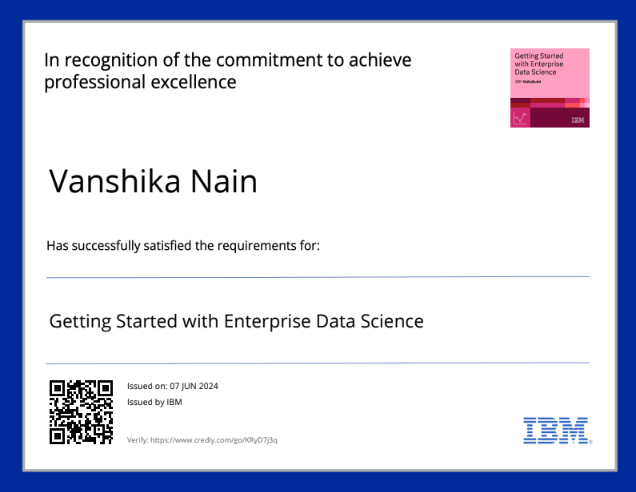 In recognition of the commitment to achieve
professional excellence
Getting Started
with Enterprise
Data Science
IBM SkillsBuild
IBM
Vanshika Nain
Has successfully satisfied the requirements for:
Getting Started with Enterprise Data Science
Issued on: 07 JUN 2024
Issued by IBM
Verify: https://www.credly.com/go/KRyD7J3q
IBM